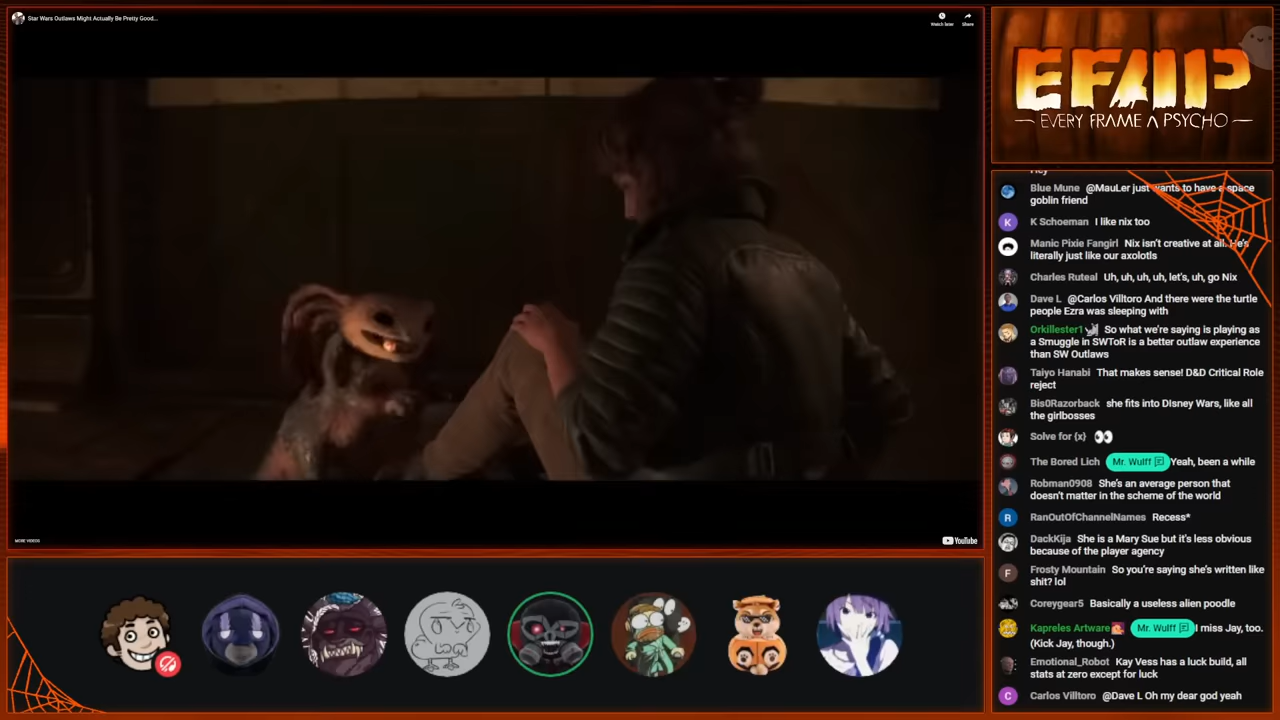 Star Wars Outlaws Might Actually Be Pretty Good...
Watch later
Share
MORE VIDEOS
YouTube
EFAP
EVERY FRAME A PSYCHO
Hey
Blue Mune @MauLer just wants to have a space
goblin friend
K Schoeman I like nix too
Manic Pixie Fangirl Nix isn't creative at all. He's
literally just like our axolotls
Charles Ruteal Uh, uh, uh, uh, let's, uh, go Nix
Dave L @Carlos Villtoro And there were the turtle
people Ezra was sleeping with
Orkillester1 So what we're saying is playing as
a Smuggle in SWToR is a better outlaw experience
than SW Outlaws
Taiyo Hanabi That makes sense! D&D Critical Role
reject
Bis0Razorback she fits into DIsney Wars, like all
the girlbosses
Solve for {x}
The Bored Lich Mr. Wulff Yeah, been a while
Robman0908 She's an average person that
doesn't matter in the scheme of the world
R
RanOutOfChannelNames Recess*
DackKija She is a Mary Sue but it's less obvious
because of the player agency
F
Frosty Mountain So you're saying she's written like
shit? lol
Coreygear5 Basically a useless alien poodle
Kapreles Artware Mr. Wulff I miss Jay, too.
(Kick Jay, though.)
Emotional_Robot Kay Vess has a luck build, all
stats at zero except for luck
C
Carlos Villtoro @Dave L Oh my dear god yeah